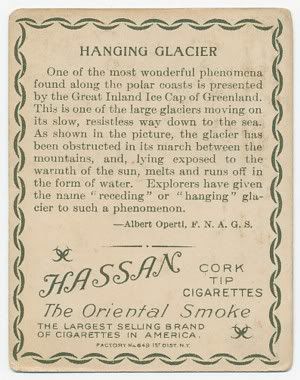 HANGING GLACIER
One of the most wonderful phenomena
found along the polar coasts is presented
by the Great Inland Ice Cap of Greenland.
This is one of the large glaciers moving on
its slow, resistless way down to the sea.
As shown in the picture, the glacier has
been obstructed in its march between the
mountains, and, lying exposed to the
warmth of the sun, melts and runs off in
the form of water. Explorers have given
the name "receding" or "hanging" gla-
cier to such a phenomenon.
—Albert Operti, F. N. A. G. S.
HASSAN
CORK
TIP
CIGARETTES
The Oriental Smoke
THE LARGEST SELLING BRAND
OF CIGARETTES IN AMERICA.
FACTORY No 649 1ST DIST. N.Y.